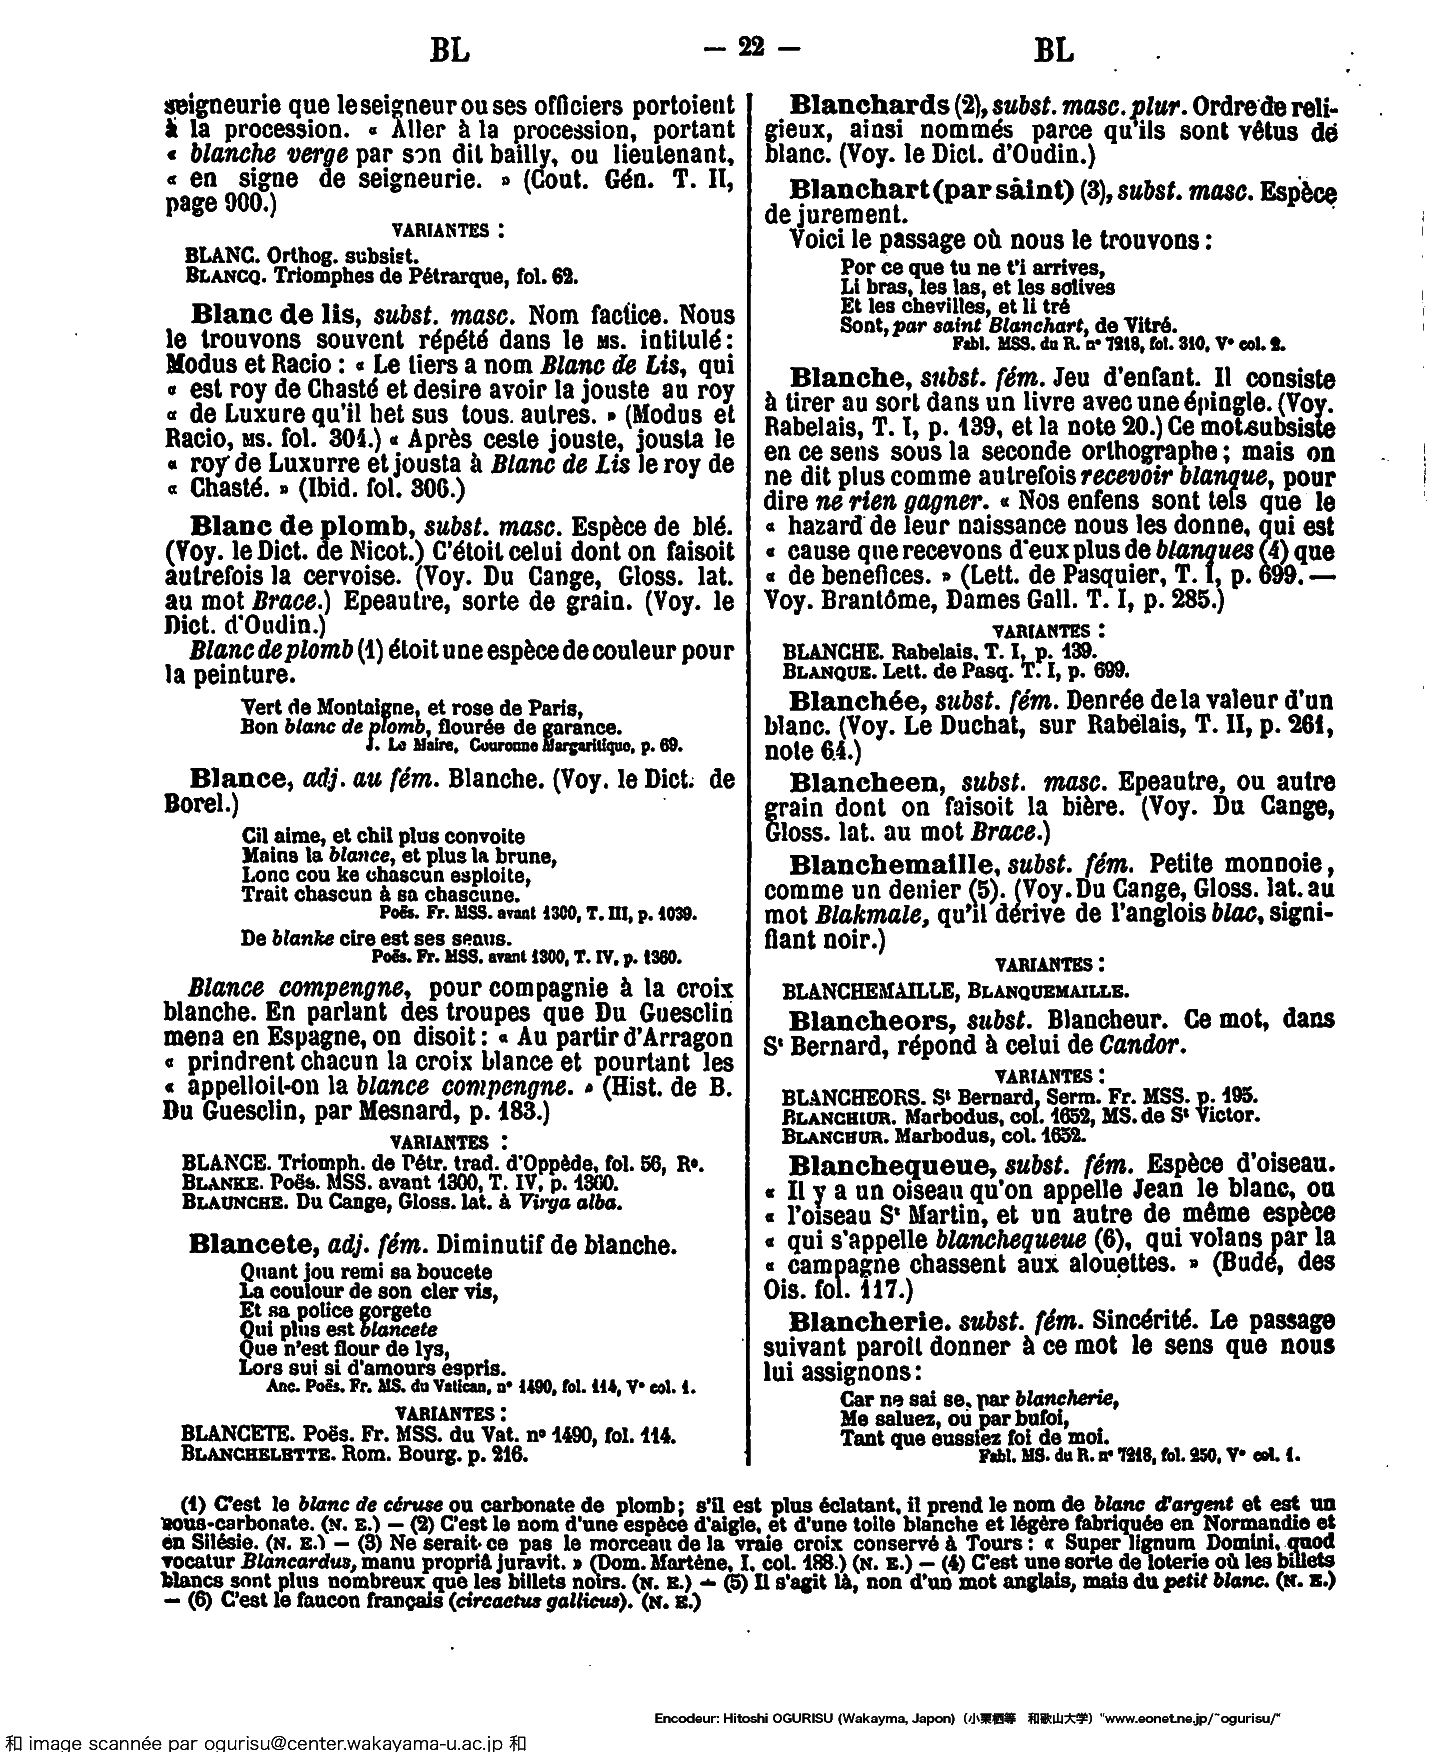 BL — 22 — BL
seigneurie que le seigneur ou ses officiers portoient
à la procession. « Aller à la procession, portant
« blanche verge par son dit bailly, ou lieutenant,
« en signe de seigneurie. » (Cout. Gén. T. II,
page 900.)
VARIANTES :
BLANC. Orthog. subsist.
BLANCQ. Triomphes de Pétrarque, fol. 62.
Blanc de lis, subst. masc. Nom factice. Nous
le trouvons souvent répété dans le MS. intitulé :
Modus et Racio : « Le tiers a nom Blanc de Lis, qui
« est roy de Chasté et desire avoir la jouste au roy
« de Luxure qu'il het sus tous autres. » (Modus et
Racio, MS. fol. 304.) « Après ceste jouste, jousta le
« roy de Luxurre et jousta à Blanc de Lis le roy de
« Chasté. » (Ibid. fol. 306.)
Blanc de plomb, subst. masc. Espèce de blé.
(Voy. le Dict. de Nicot.) C'étoit celui dont on faisoit
autrefois la cervoise. (Voy. Du Cange, Gloss. lat.
au mot Brace.) Epeautre, sorte de grain. (Voy. le
Dict. d'Oudin.)
Blanc de plomb (1) étoit une espèce de couleur pour
la peinture.
Vert de Montaigne, et rose de Paris,
Bon blanc de plomb, flourée de garance.
J. Le Maire, Couronne Margaritique, p. 69.
Blance, adj. au fém. Blanche. (Voy. le Dict. de
Borel.)
Cil aime, et chil plus convoite
Mains la blance, et plus la brune,
Lonc cou ke chascun esploite,
Trait chascun à sa chascune.
Poës. Fr. MSS. avant 1300, T. III, p. 1039.
De blanke cire est ses seaus.
Poës. Fr. MSS. avant 1300, T. IV, p. 1360.
Blance compengne, pour compagnie à la croix
blanche. En parlant des troupes que Du Guesclin
mena en Espagne, on disoit : « Au partir d'Arragon
« prindrent chacun la croix blance et pourtant les
« appelloit-on la blance compengne. » (Hist. de B.
Du Guesclin, par Mesnard, p. 183.)
VARIANTES :
BLANCE. Triomph. de Pétr. trad. d'Oppède, fol. 56, R°.
BLANKE. Poës. MSS. avant 1300, T. IV, p. 1360.
BLAUNCHE. Du Cange, Gloss. lat. à Virga alba.
Blancete, adj. fém. Diminutif de blanche.
Quant jou remi sa boucete
La coulour de son cler vis,
Et sa police gorgete
Qui plus est blancete
Que n'est flour de lys,
Lors sui si d'amours espris.
Anc. Poës. Fr. MS. du Vatican, n° 1490, fol. 114, V° col. 1.
VARIANTES :
BLANCETE. Poës. Fr. MSS. du Vat. n° 1490, fol. 114.
BLANCHELETTE. Rom. Bourg. p. 216.
Blanchards (2), subst. masc. plur. Ordre de reli-
gieux, ainsi nommés parce qu'ils sont vêtus de
blanc. (Voy. le Dict. d'Oudin.)
Blanchart (par saint) (3), subst. masc. Espèce
de jurement.
Voici le passage où nous le trouvons :
Por ce que tu ne t'i arrives,
Li bras, les las, et les solives
Et les chevilles, et li tré
Sont, par saint Blanchart, de Vitré.
Fabl. MSS. du R. n° 7218, fol. 310, V° col. 2.
Blanche, subst. fém. Jeu d'enfant. Il consiste
à tirer au sort dans un livre avec une épingle. (Voy.
Rabelais, T. I, p. 139, et la note 20.) Ce mot subsiste
en ce sens sous la seconde orthographe ; mais on
ne dit plus comme autrefois recevoir blanque, pour
dire ne rien gagner. « Nos enfens sont tels que le
« hazard de leur naissance nous les donne, qui est
« cause que recevons d'eux plus de blanques (4) que
« de benefices. » (Lett. de Pasquier, T. I, p. 699. —
Voy. Brantôme, Dames Gall. T. I, p. 285.)
VARIANTES :
BLANCHE. Rabelais, T. I, p. 139.
BLANQUE. Lett. de Pasq. T. I, p. 699.
Blanchée, subst. fém. Denrée de la valeur d'un
blanc. (Voy. Le Duchat, sur Rabelais, T. II, p. 261,
note 64.)
Blancheen, subst. masc. Epeautre, ou autre
grain dont on faisoit la bière. (Voy. Du Cange,
Gloss. lat. au mot Brace.)
Blanchemaille, subst. fém. Petite monnoie,
comme un denier (5). (Voy. Du Cange, Gloss. lat. au
mot Blakmale, qu'il dérive de l'anglois blac, signi-
fiant noir.)
VARIANTES :
BLANCHEMAILLE, BLANQUEMAILLE.
Blancheors, subst. Blancheur. Ce mot, dans
St Bernard, répond à celui de Candor.
VARIANTES :
BLANCHEORS. St Bernard, Serm. Fr. MSS. p. 195.
BLANCHIUR. Marbodus, col. 1652, MS. de St Victor.
BLANCHUR. Marbodus, col. 1652.
Blanchequeue, subst. fém. Espèce d'oiseau.
« Il y a un oiseau qu'on appelle Jean le blanc, ou
« l'oiseau St Martin, et un autre de même espèce
« qui s'appelle blanchequeue (6), qui volans par la
« campagne chassent aux alouettes. » (Budé, des
Ois. fol. 117.)
Blancherie. subst. fém. Sincérité. Le passage
suivant paroît donner à ce mot le sens que nous
lui assignons :
Car ne sai se, par blancherie,
Me saluez, ou par bufoi,
Tant que eussiez foi de moi.
Fabl. MS. du R. n° 7218, fol. 250, V° col. 1.
(1) C'est le blanc de céruse ou carbonate de plomb ; s'il est plus éclatant, il prend le nom de blanc d'argent et est un
sous-carbonate. (N. E.) — (2) C'est le nom d'une espèce d'aigle, et d'une toile blanche et légère fabriquée en Normandie et
en Silésie. (N. E.) — (3) Ne serait-ce pas le morceau de la vraie croix conservé à Tours : « Super lignum Domini, quod
vocatur Blancardus, manu propriâ juravit. » (Dom. Martène, I, col. 188.) (N. E.) — (4) C'est une sorte de loterie où les billets
blancs sont plus nombreux que les billets noirs. (N. E.) — (5) Il s'agit là, non d'un mot anglais, mais du petit blanc. (N. E.)
— (6) C'est le faucon français (circaetus gallicus). (N. E.)
Encodeur: Hitoshi OGURISU (Wakayma, Japon) (小栗栖等 和歌山大学) "www.eonet.ne.jp/~ogurisu/"
和 image scannée par ogurisu@center.wakayama-u.ac.jp 和